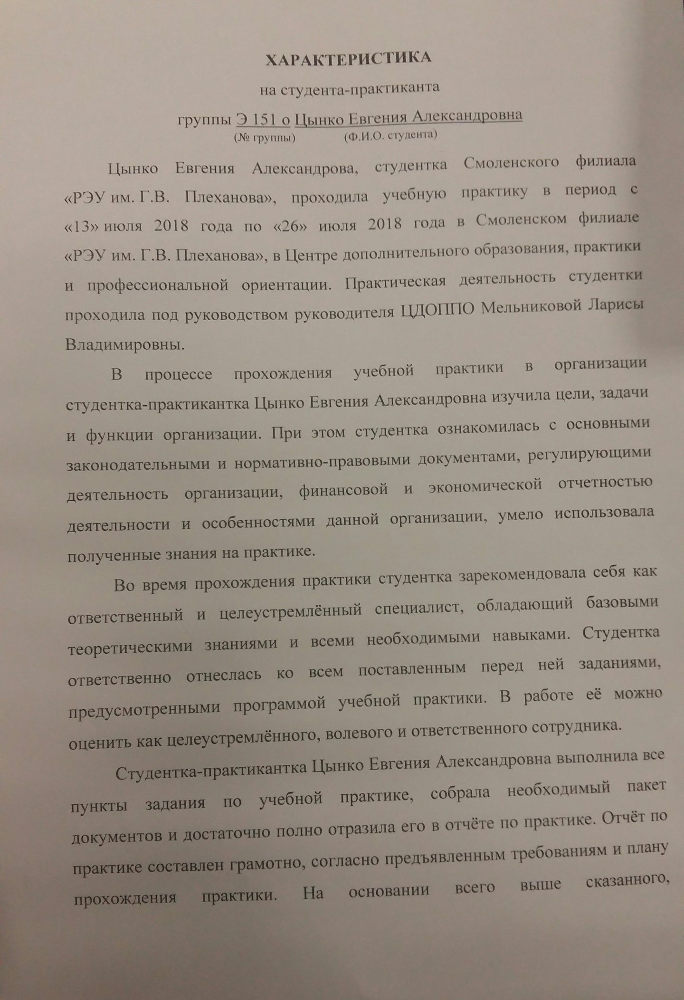 ХАРАКТЕРИСТИКА
на студента-практиканта
группы Э 151 о Цынко Евгения Александровна
(№ группы) (Ф.И.О. студента)
Цынко Евгения Александрова, студентка Смоленского филиала
«РЭУ им. Г.В. Плеханова», проходила учебную практику в период с
«13» июля 2018 года по «26» июля 2018 года в Смоленском филиале
«РЭУ им. Г.В. Плеханова», в Центре дополнительного образования, практики
и профессиональной ориентации. Практическая деятельность студентки
проходила под руководством руководителя ЦДОППО Мельниковой Ларисы
Владимировны.
В процессе прохождения учебной практики в организации
студентка-практикантка Цынко Евгения Александровна изучила цели, задачи
и функции организации. При этом студентка ознакомилась с основными
законодательными и нормативно-правовыми документами, регулирующими
деятельность организации, финансовой и экономической отчетностью
деятельности и особенностями данной организации, умело использовала
полученные знания на практике.
Во время прохождения практики студентка зарекомендовала себя как
ответственный и целеустремлённый специалист, обладающий базовыми
теоретическими знаниями и всеми необходимыми навыками. Студентка
ответственно отнеслась ко всем поставленным перед ней заданиями,
предусмотренными программой учебной практики. В работе её можно
оценить как целеустремлённого, волевого и ответственного сотрудника.
Студентка-практикантка Цынко Евгения Александровна выполнила все
пункты задания по учебной практике, собрала необходимый пакет
документов и достаточно полно отразила его в отчёте по практике. Отчёт по
практике составлен грамотно, согласно предъявленным требованиям и плану
прохождения практики. На основании всего выше сказанного,